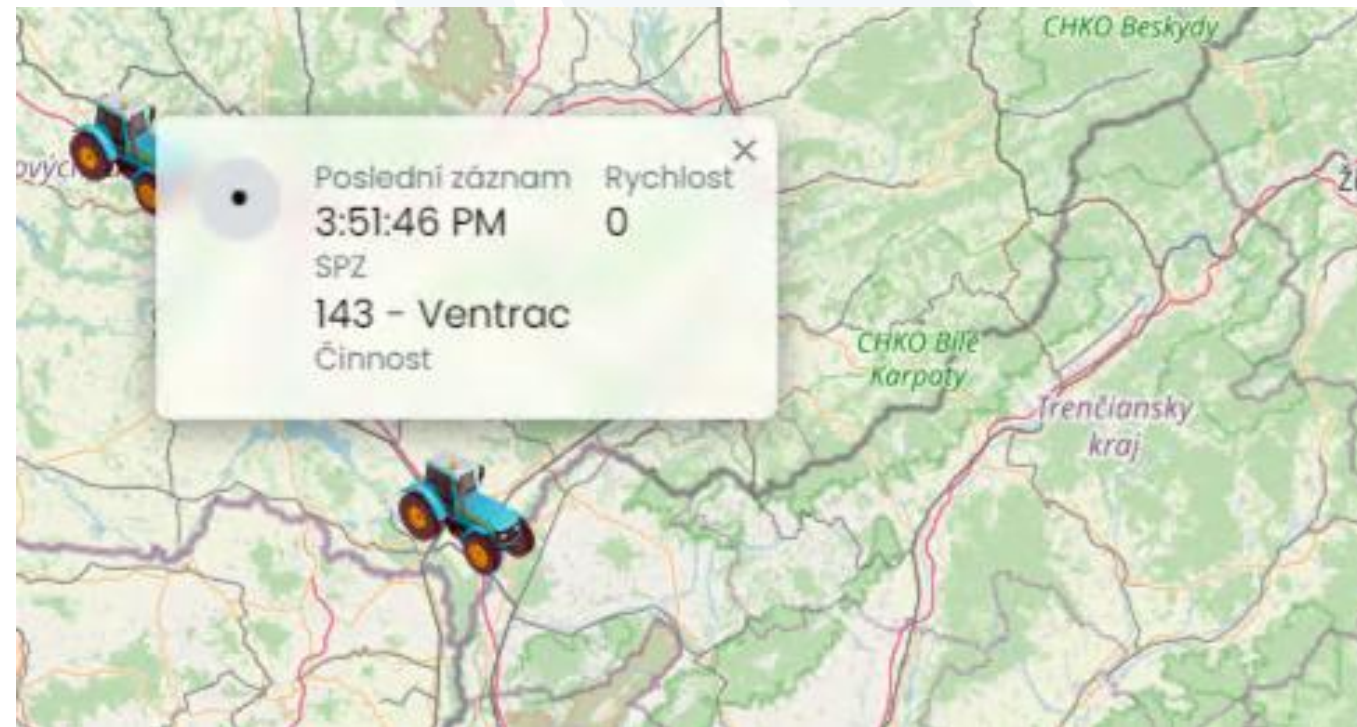 CHKO Beskydy
Poslední záznam
Rychlost
3:51:46 PM
0
SPZ
143 - Ventrac
Činnost
CHKO Bílé
Karpaty
Trenčiansky
kraj